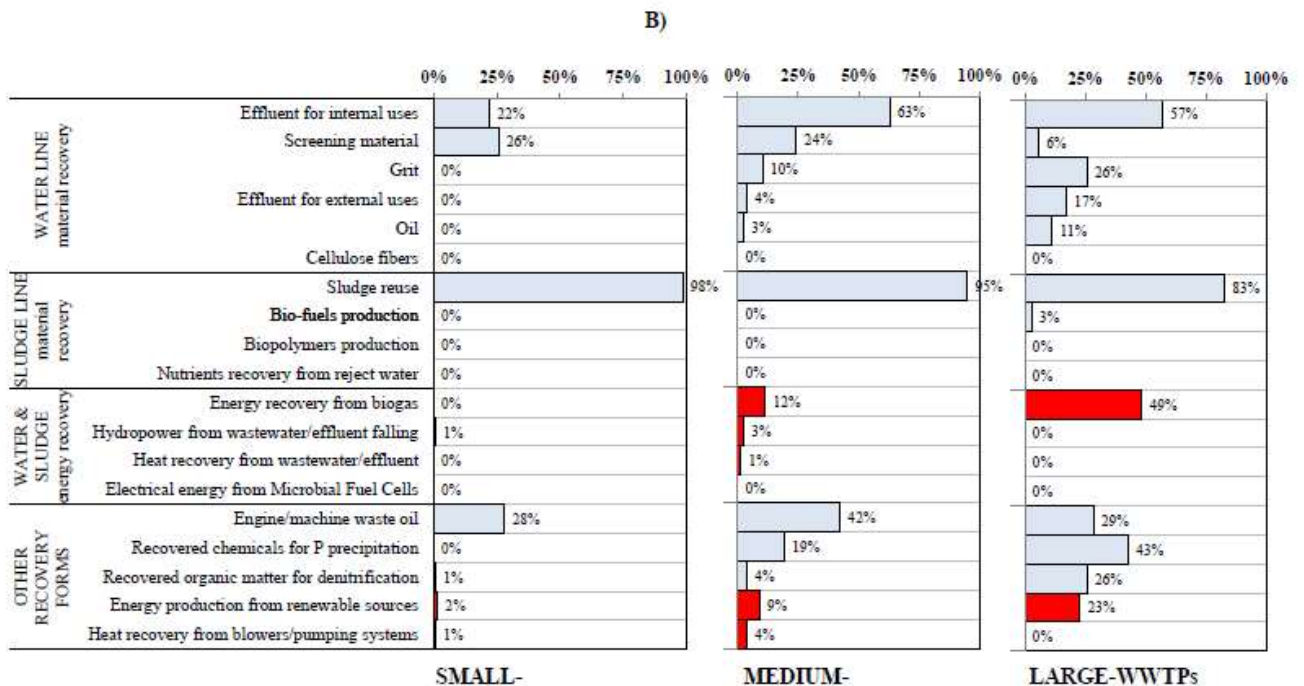 B)
0% 25% 50% 75% 100% 0% 25% 50% 75% 100% 0% 25% 50% 75% 100%
WATER LINE
material recovery
Effluent for internal uses 22% 63% 57%
Screening material 26% 24% 6%
Grit 0% 10% 26%
Effluent for external uses 0% 4% 17%
Oil 0% 3% 11%
Cellulose fibers 0% 0% 0%
SLUDGE LINE
material
recovery
Sludge reuse 98% 95% 83%
Bio-fuels production 0% 0% 3%
Biopolymers production 0% 0% 0%
Nutrients recovery from reject water 0% 0% 0%
WATER &
SLUDGE
energy recovery
Energy recovery from biogas 0% 12% 49%
Hydropower from wastewater/effluent falling 1% 3% 0%
Heat recovery from wastewater/effluent 0% 1% 0%
Electrical energy from Microbial Fuel Cells 0% 0% 0%
OTHER
RECOVERY
FORMS
Engine/machine waste oil 28% 42% 29%
Recovered chemicals for P precipitation 0% 19% 43%
Recovered organic matter for denitrification 1% 4% 26%
Energy production from renewable sources 2% 9% 23%
Heat recovery from blowers/pumping systems 1% 4% 0%
SMALL- MEDIUM- LARGE-WWTPs